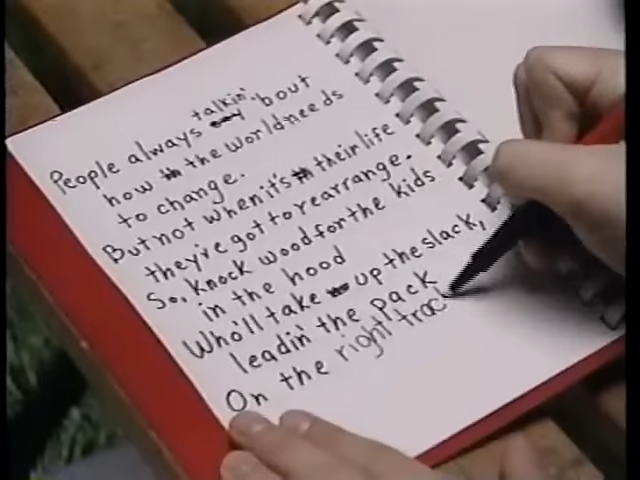 People always talkin' 'bout
how the world needs
to change.
But not when it's their life
they've got to rearrange.
So, knock wood for the kids
in the hood
Who'll take up the slack,
leadin' the pack
On the right trac